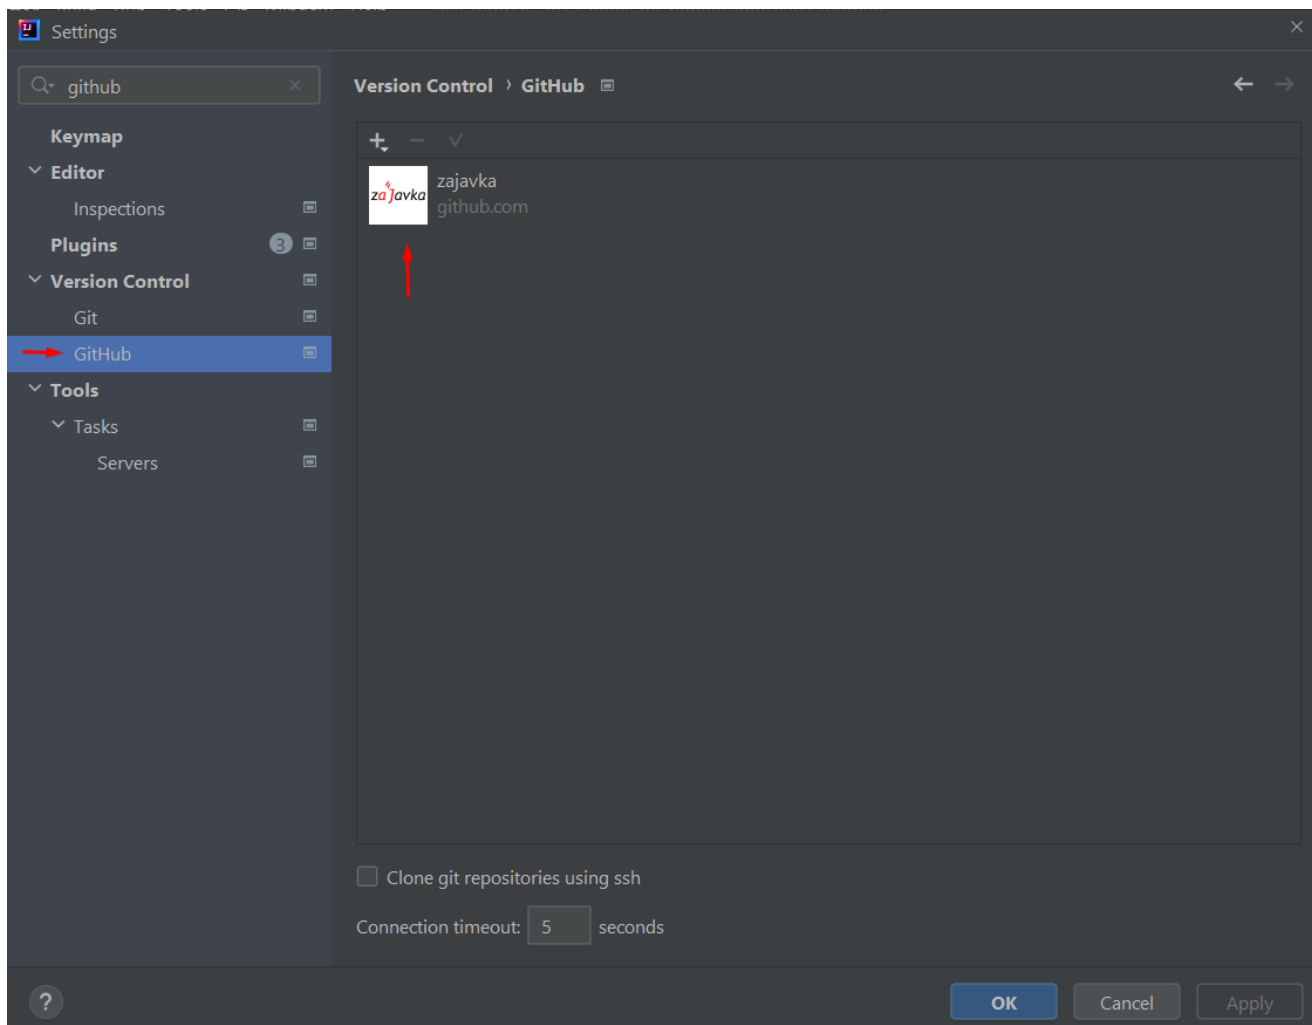 Settings
github
Version Control › GitHub
Keymap
Editor
Inspections
Plugins 3
Version Control
Git
GitHub
Tools
Tasks
Servers
zajavka
zajavka
github.com
Clone git repositories using ssh
Connection timeout: 5 seconds
?
OK Cancel Apply